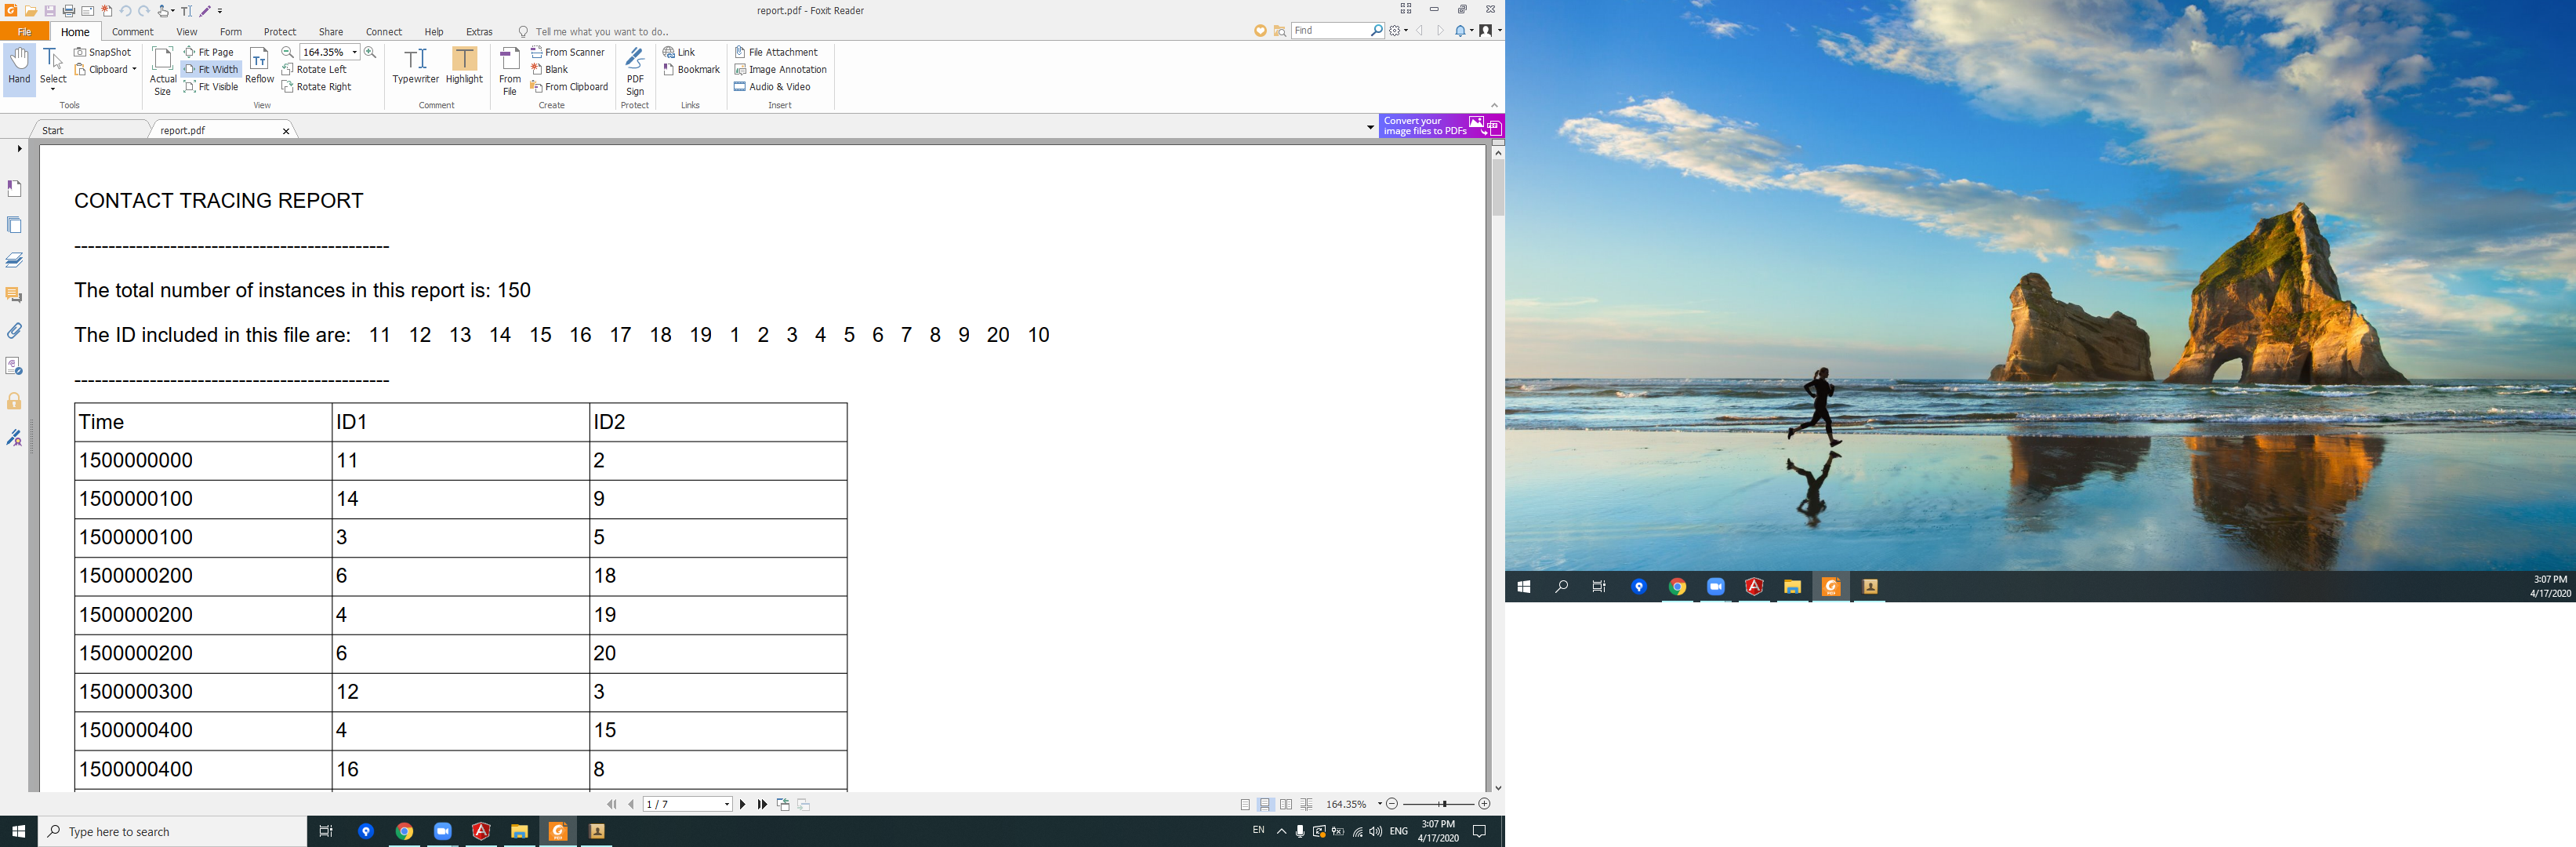 report.pdf - Foxit Reader
File Home Comment View Form Protect Share Connect Help Extras Tell me what you want to do.. Find
Hand
Select
SnapShot
Clipboard
Tools
Actual Size
Fit Page
Fit Width
Fit Visible
Reflow
164.35%
Rotate Left
Rotate Right
View
Typewriter
Highlight
Comment
From File
From Scanner
Blank
From Clipboard
Create
PDF Sign
Protect
Link
Bookmark
Links
File Attachment
Image Annotation
Audio & Video
Insert
Start
report.pdf
Convert your
image files to PDFs
CONTACT TRACING REPORT
----------------------------------------------
The total number of instances in this report is: 150
The ID included in this file are: 11 12 13 14 15 16 17 18 19 1 2 3 4 5 6 7 8 9 20 10
----------------------------------------------
Time ID1 ID2
1500000000 11 2
1500000100 14 9
1500000100 3 5
1500000200 6 18
1500000200 4 19
1500000200 6 20
1500000300 12 3
1500000400 4 15
1500000400 16 8
1 / 7
164.35%
Type here to search
EN
ENG
3:07 PM
4/17/2020
3:07 PM
4/17/2020